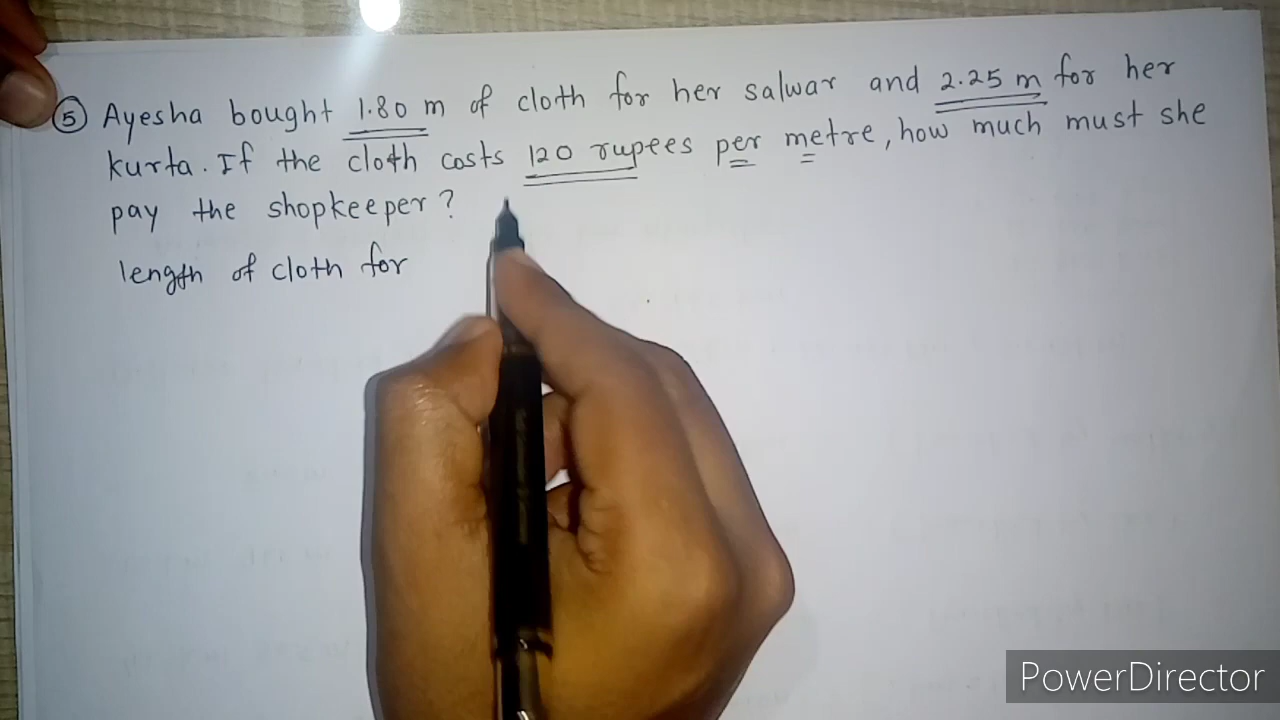 ⑤ Ayesha bought 1.80 m of cloth for her salwar and 2.25 m for her
kurta. If the cloth costs 120 rupees per metre, how much must she
pay the shopkeeper?
length of cloth for
PowerDirector